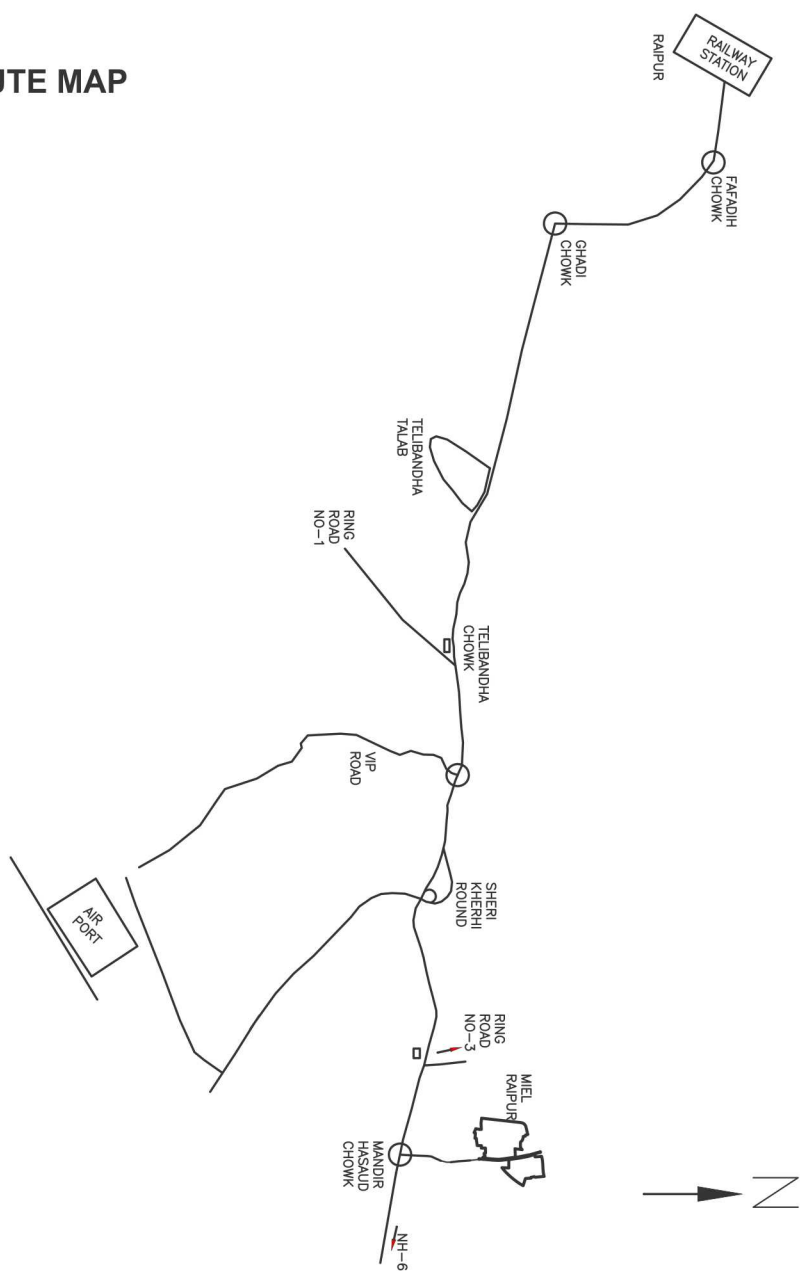 UTE MAP
RAILWAY
STATION
RAIPUR
FAFADIH
CHOWK
GHADI
CHOWK
TELIBANDHA
TALAB
RING
ROAD
NO-1
TELIBANDHA
CHOWK
VIP
ROAD
SHERI
KHERHI
ROUND
AIR
PORT
RING
ROAD
NO-3
MIEL
RAIPUR
MANDIR
HASAUD
CHOWK
NH-6
N